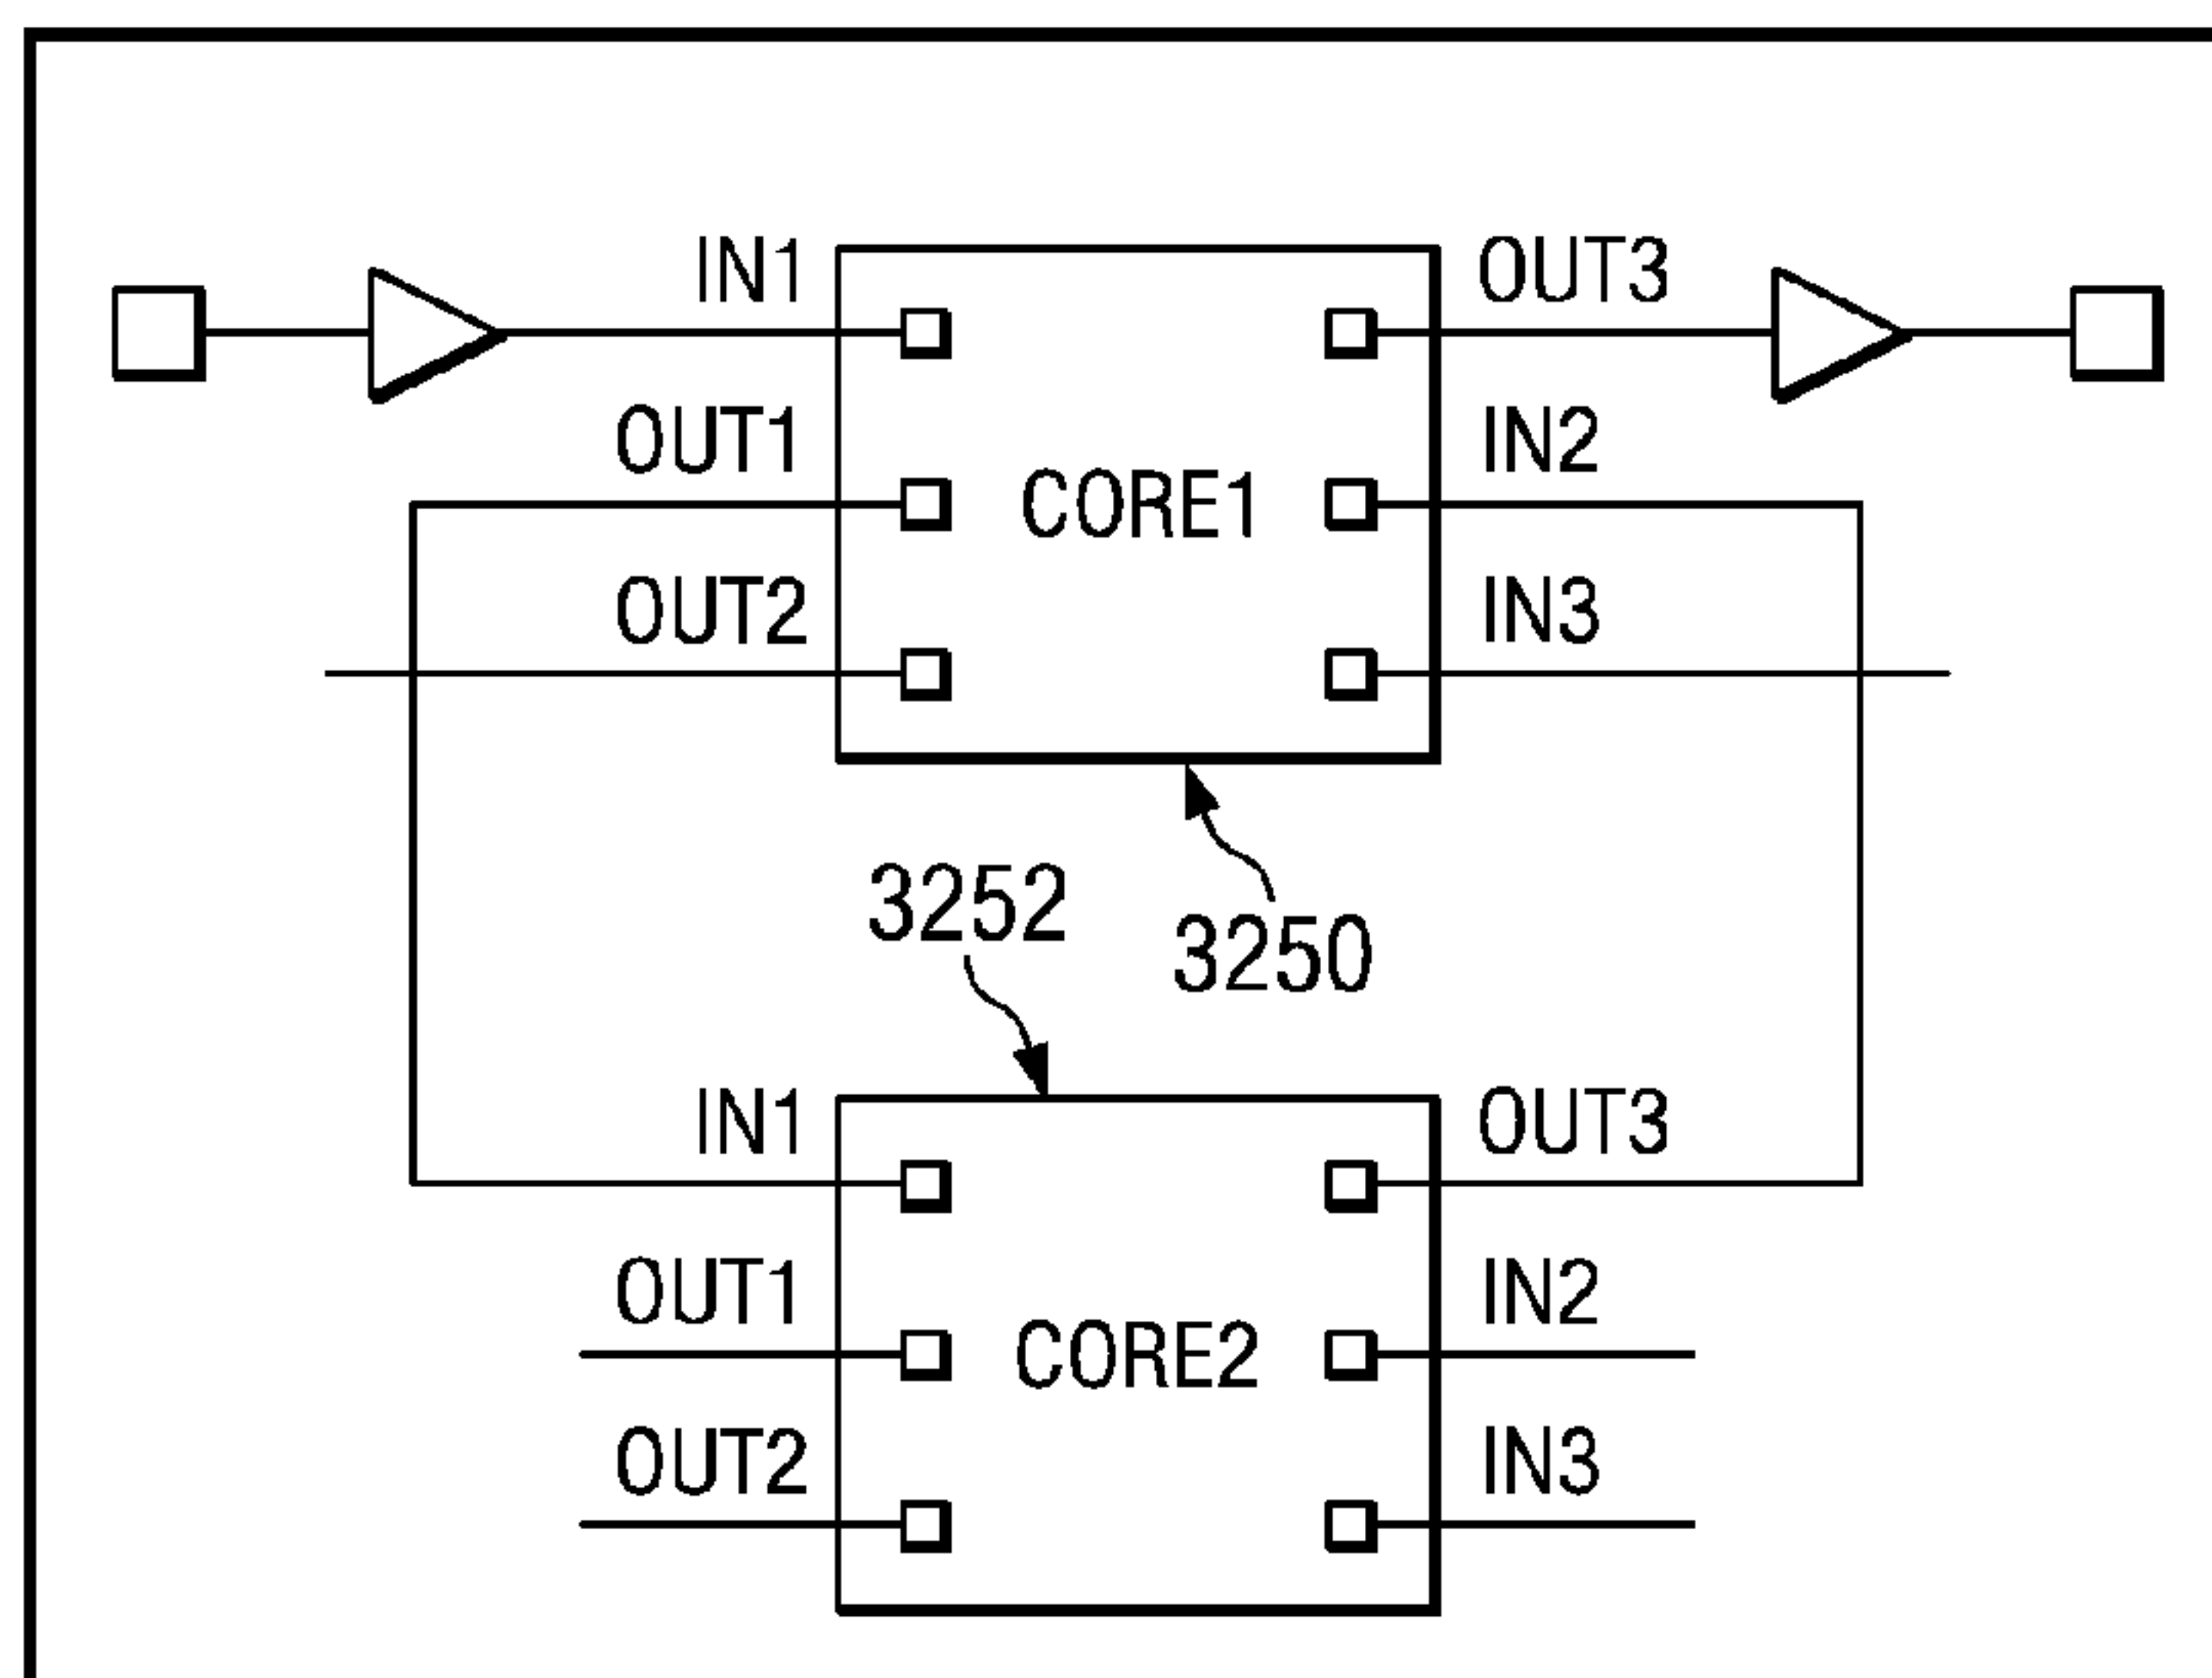 IN1
OUT3
OUT1
IN2
CORE1
OUT2
IN3
3252
3250
IN1
OUT3
OUT1
IN2
CORE2
OUT2
IN3